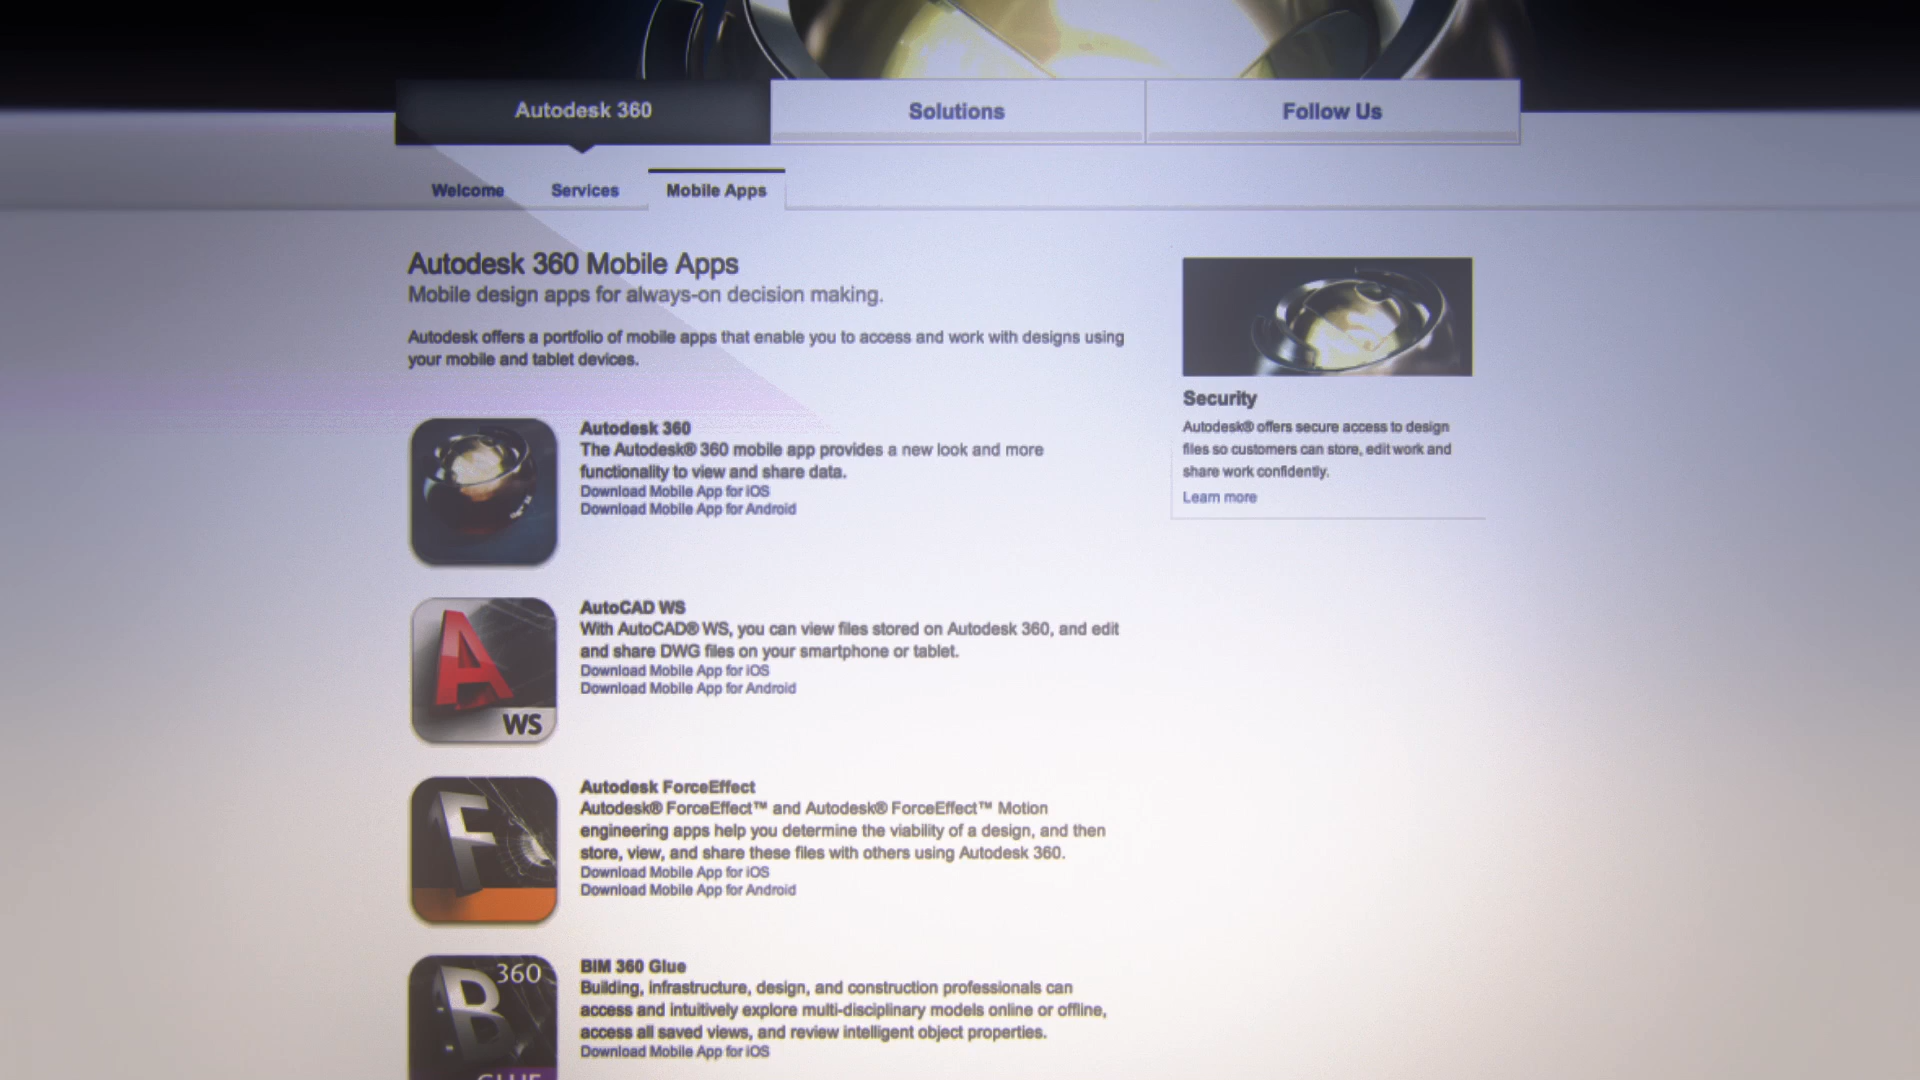 Autodesk 360
Solutions
Follow Us
Welcome
Services
Mobile Apps
Autodesk 360 Mobile Apps
Mobile design apps for always-on decision making.
Autodesk offers a portfolio of mobile apps that enable you to access and work with designs using
your mobile and tablet devices.
Autodesk 360
The Autodesk® 360 mobile app provides a new look and more
functionality to view and share data.
Download Mobile App for iOS
Download Mobile App for Android
WS
AutoCAD WS
With AutoCAD® WS, you can view files stored on Autodesk 360, and edit
and share DWG files on your smartphone or tablet.
Download Mobile App for iOS
Download Mobile App for Android
Autodesk ForceEffect
Autodesk® ForceEffect™ and Autodesk® ForceEffect™ Motion
engineering apps help you determine the viability of a design, and then
store, view, and share these files with others using Autodesk 360.
Download Mobile App for iOS
Download Mobile App for Android
360
B
GLUE
BIM 360 Glue
Building, infrastructure, design, and construction professionals can
access and intuitively explore multi-disciplinary models online or offline,
access all saved views, and review intelligent object properties.
Download Mobile App for iOS
Security
Autodesk® offers secure access to design
files so customers can store, edit work and
share work confidently.
Learn more